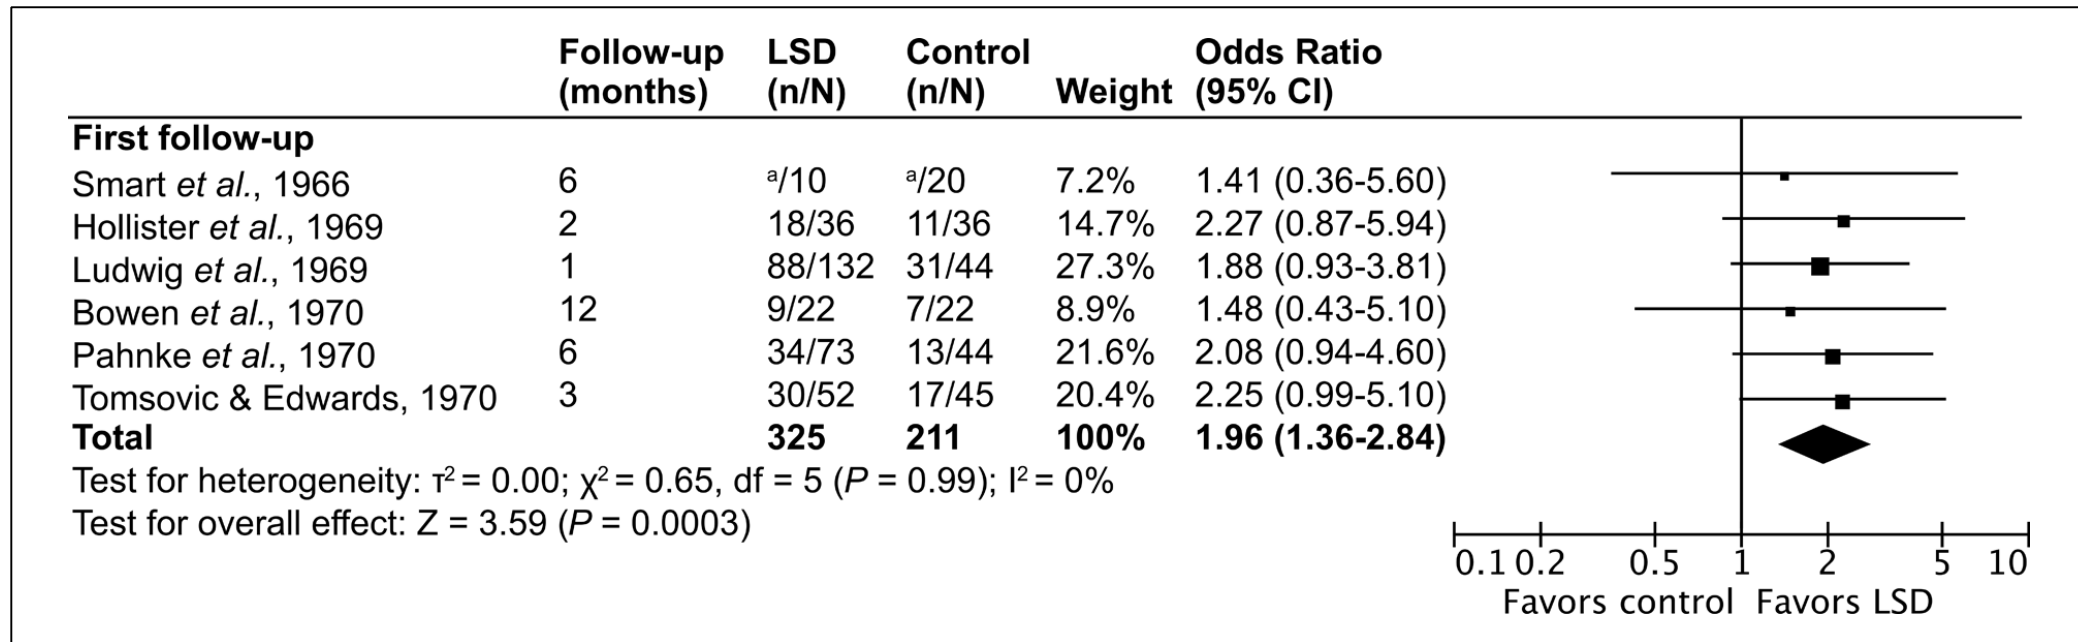 Follow-up (months) LSD (n/N) Control (n/N) Weight Odds Ratio (95% CI)
First follow-up
Smart et al., 1966 6 ᵃ/10 ᵃ/20 7.2% 1.41 (0.36-5.60)
Hollister et al., 1969 2 18/36 11/36 14.7% 2.27 (0.87-5.94)
Ludwig et al., 1969 1 88/132 31/44 27.3% 1.88 (0.93-3.81)
Bowen et al., 1970 12 9/22 7/22 8.9% 1.48 (0.43-5.10)
Pahnke et al., 1970 6 34/73 13/44 21.6% 2.08 (0.94-4.60)
Tomsovic & Edwards, 1970 3 30/52 17/45 20.4% 2.25 (0.99-5.10)
Total 325 211 100% 1.96 (1.36-2.84)
Test for heterogeneity: τ² = 0.00; χ² = 0.65, df = 5 (P = 0.99); I² = 0%
Test for overall effect: Z = 3.59 (P = 0.0003)
0.1 0.2 0.5 1 2 5 10
Favors control Favors LSD